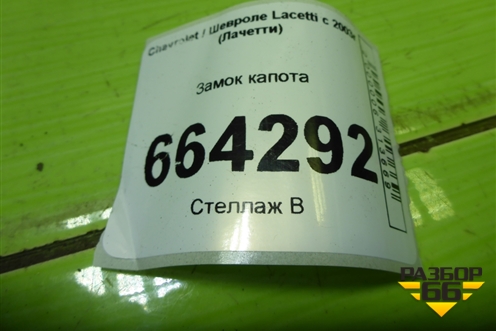 Chevrolet / Шевроле Lacetti с 2003г
(Лачетти)
Замок капота
664292
Стеллаж В
РАЗБОР
66